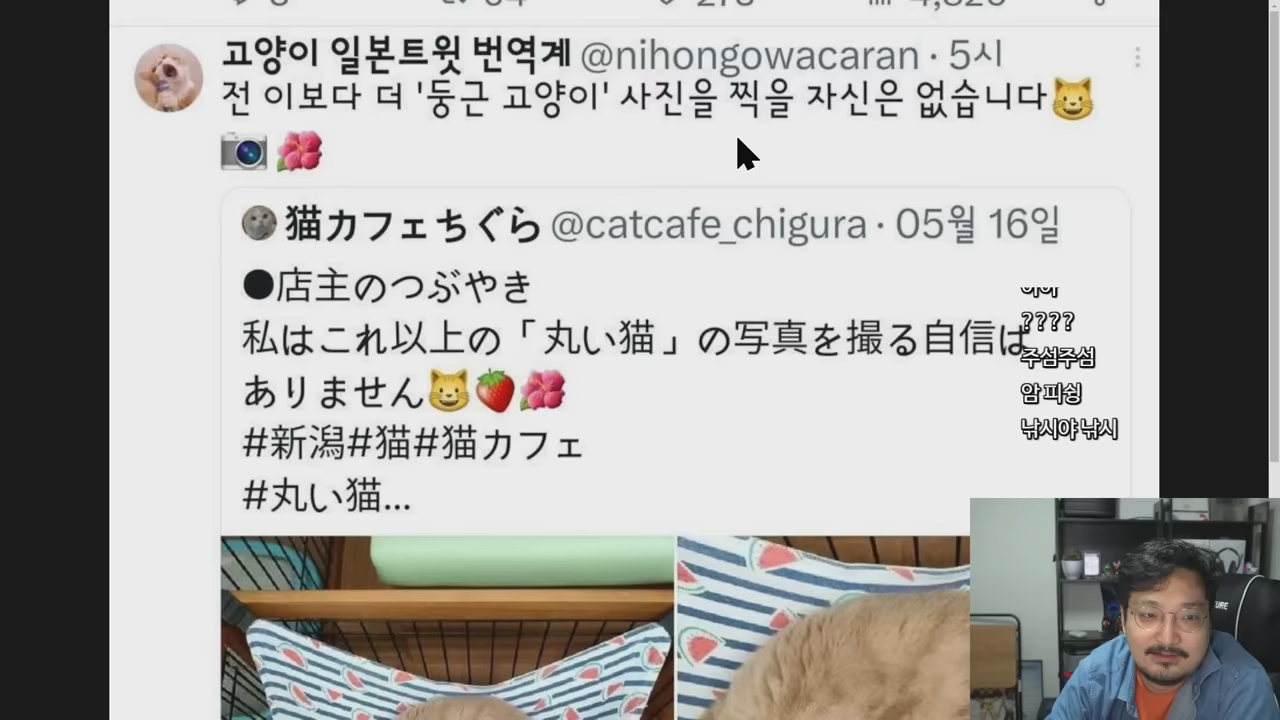 고양이 일본트윗 번역계 @nihongowacaran · 5시
전 이보다 더 '둥근 고양이' 사진을 찍을 자신은 없습니다😺
📷🌺
猫カフェちぐら @catcafe_chigura · 05월 16일
●店主のつぶやき
私はこれ以上の「丸い猫」の写真を撮る自信は
ありません😺🍓🌺
#新潟#猫#猫カフェ
#丸い猫...
????
주섬주섬
암 피슁
낚시야 낚시